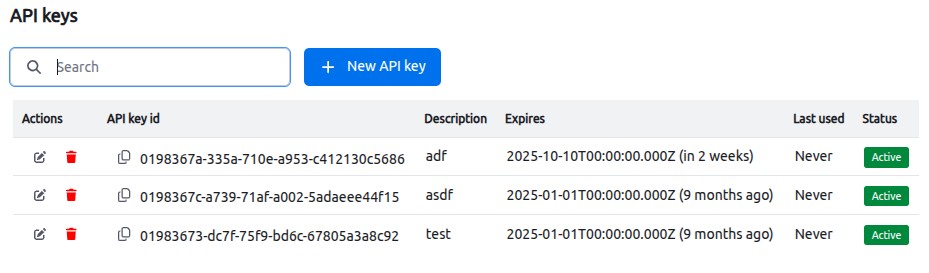 API keys
Search
New API key
Actions API key id Description Expires Last used Status
0198367a-335a-710e-a953-c412130c5686 adf 2025-10-10T00:00:00.000Z (in 2 weeks) Never Active
0198367c-a739-71af-a002-5adaeee44f15 asdf 2025-01-01T00:00:00.000Z (9 months ago) Never Active
01983673-dc7f-75f9-bd6c-67805a3a8c92 test 2025-01-01T00:00:00.000Z (9 months ago) Never Active